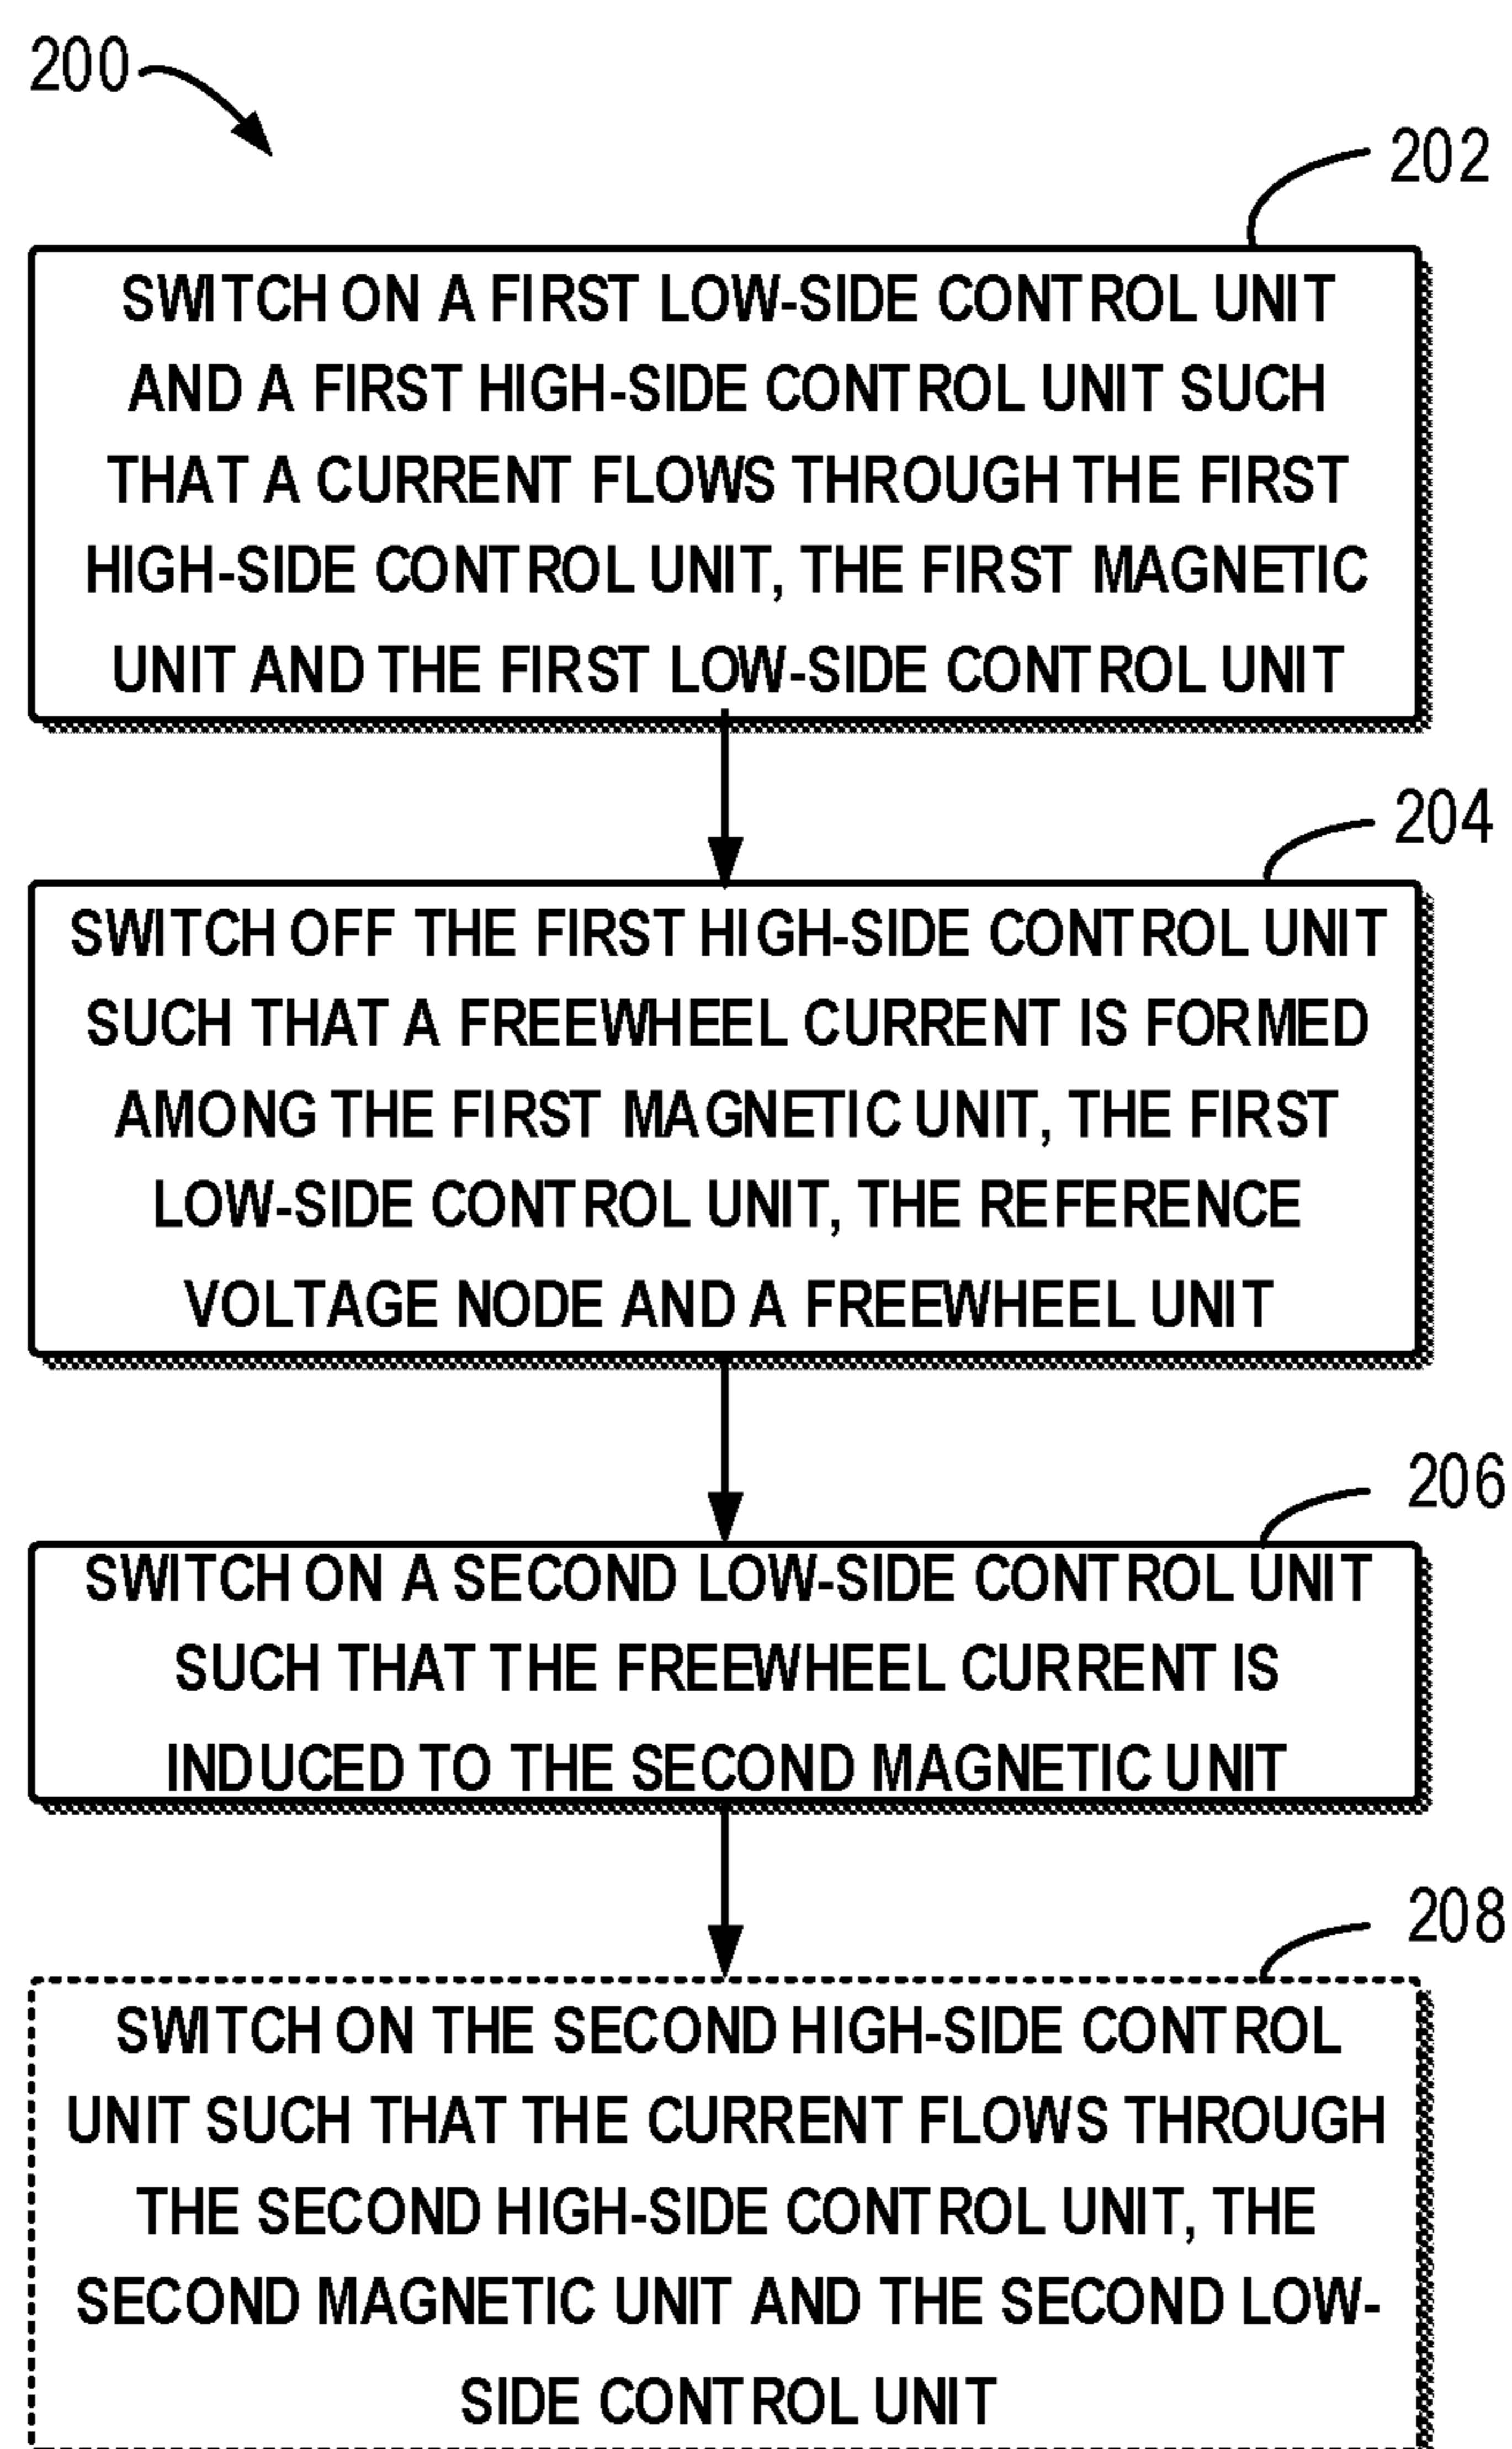 200
202
SWITCH ON A FIRST LOW-SIDE CONTROL UNIT
AND A FIRST HIGH-SIDE CONTROL UNIT SUCH
THAT A CURRENT FLOWS THROUGH THE FIRST
HIGH-SIDE CONTROL UNIT, THE FIRST MAGNETIC
UNIT AND THE FIRST LOW-SIDE CONTROL UNIT
204
SWITCH OFF THE FIRST HIGH-SIDE CONTROL UNIT
SUCH THAT A FREEWHEEL CURRENT IS FORMED
AMONG THE FIRST MAGNETIC UNIT, THE FIRST
LOW-SIDE CONTROL UNIT, THE REFERENCE
VOLTAGE NODE AND A FREEWHEEL UNIT
206
SWITCH ON A SECOND LOW-SIDE CONTROL UNIT
SUCH THAT THE FREEWHEEL CURRENT IS
INDUCED TO THE SECOND MAGNETIC UNIT
208
SWITCH ON THE SECOND HIGH-SIDE CONTROL
UNIT SUCH THAT THE CURRENT FLOWS THROUGH
THE SECOND HIGH-SIDE CONTROL UNIT, THE
SECOND MAGNETIC UNIT AND THE SECOND LOW-
SIDE CONTROL UNIT